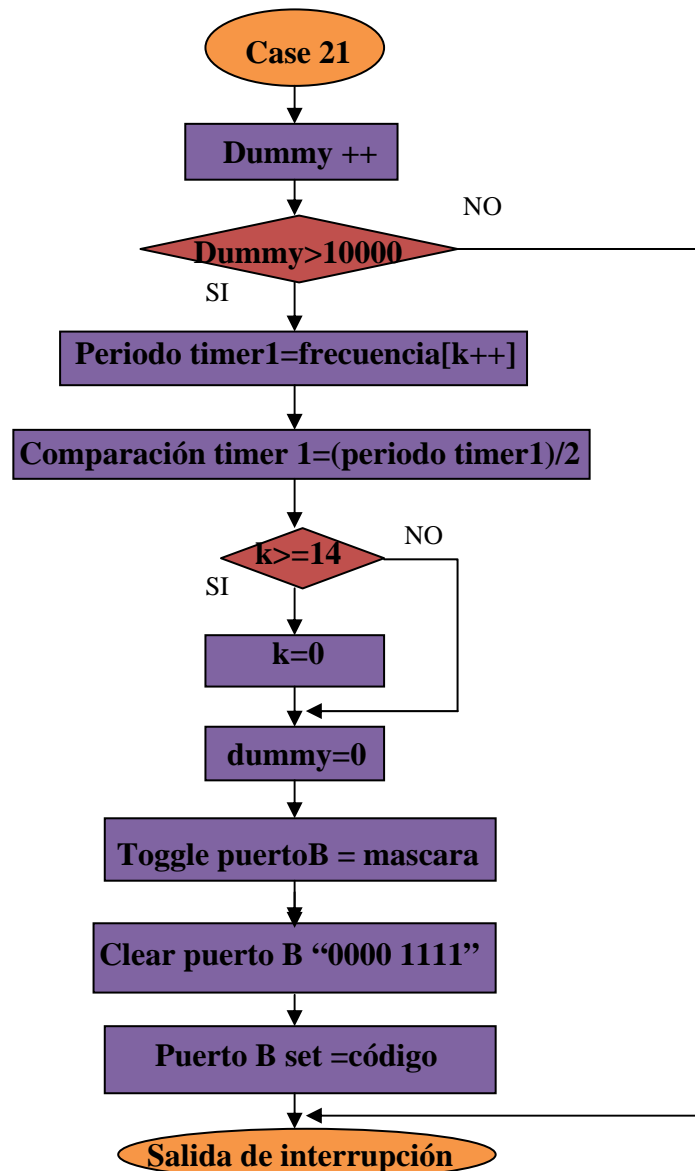 Case 21
Dummy ++
NO
Dummy>10000
SI
Periodo timer1=frecuencia[k++]
Comparación timer 1=(periodo timer1)/2
NO
k>=14
SI
k=0
dummy=0
Toggle puertoB = mascara
Clear puerto B “0000 1111”
Puerto B set =código
Salida de interrupción